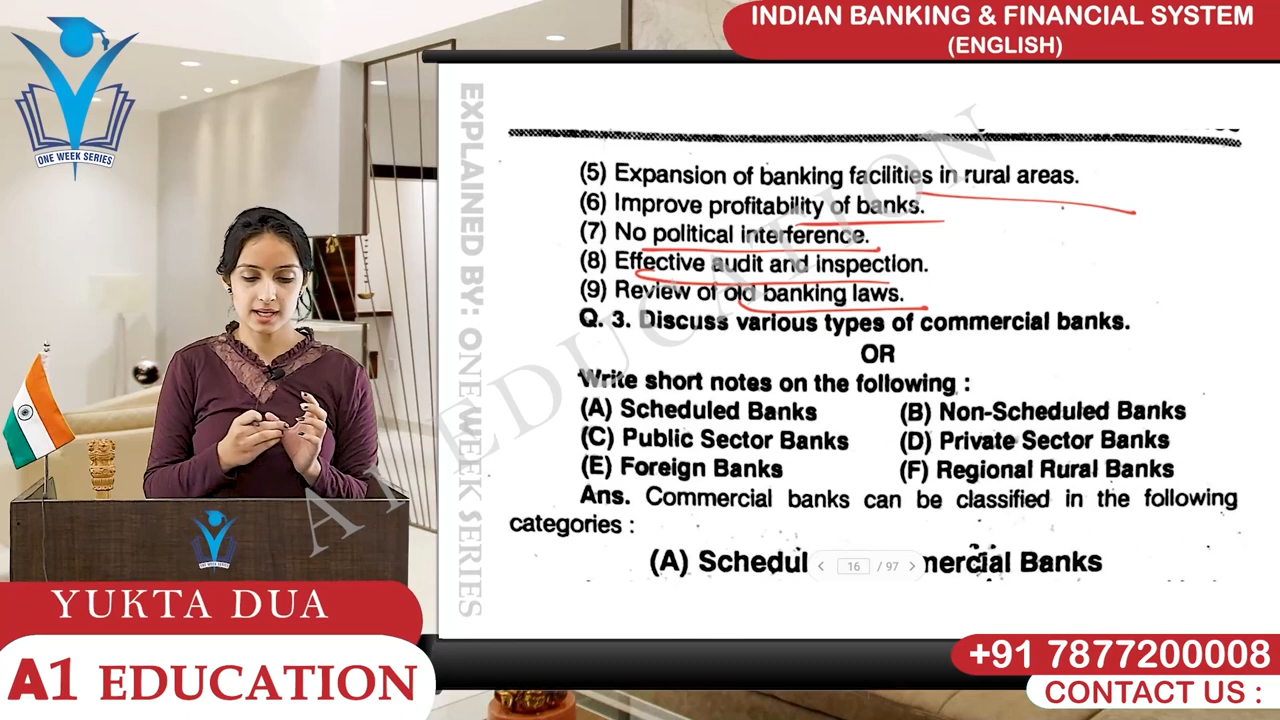 INDIAN BANKING & FINANCIAL SYSTEM
(ENGLISH)
ONE WEEK SERIES
EXPLAINED BY: ONE WEEK SERIES
A1 EDUCATION
(5) Expansion of banking facilities in rural areas.
(6) Improve profitability of banks.
(7) No political interference.
(8) Effective audit and inspection.
(9) Review of old banking laws.
Q. 3. Discuss various types of commercial banks.
OR
Write short notes on the following :
(A) Scheduled Banks (B) Non-Scheduled Banks
(C) Public Sector Banks (D) Private Sector Banks
(E) Foreign Banks (F) Regional Rural Banks
Ans. Commercial banks can be classified in the following
categories :
(A) Schedul mercial Banks
16 / 97
YUKTA DUA
A1 EDUCATION
+91 7877200008
CONTACT US :